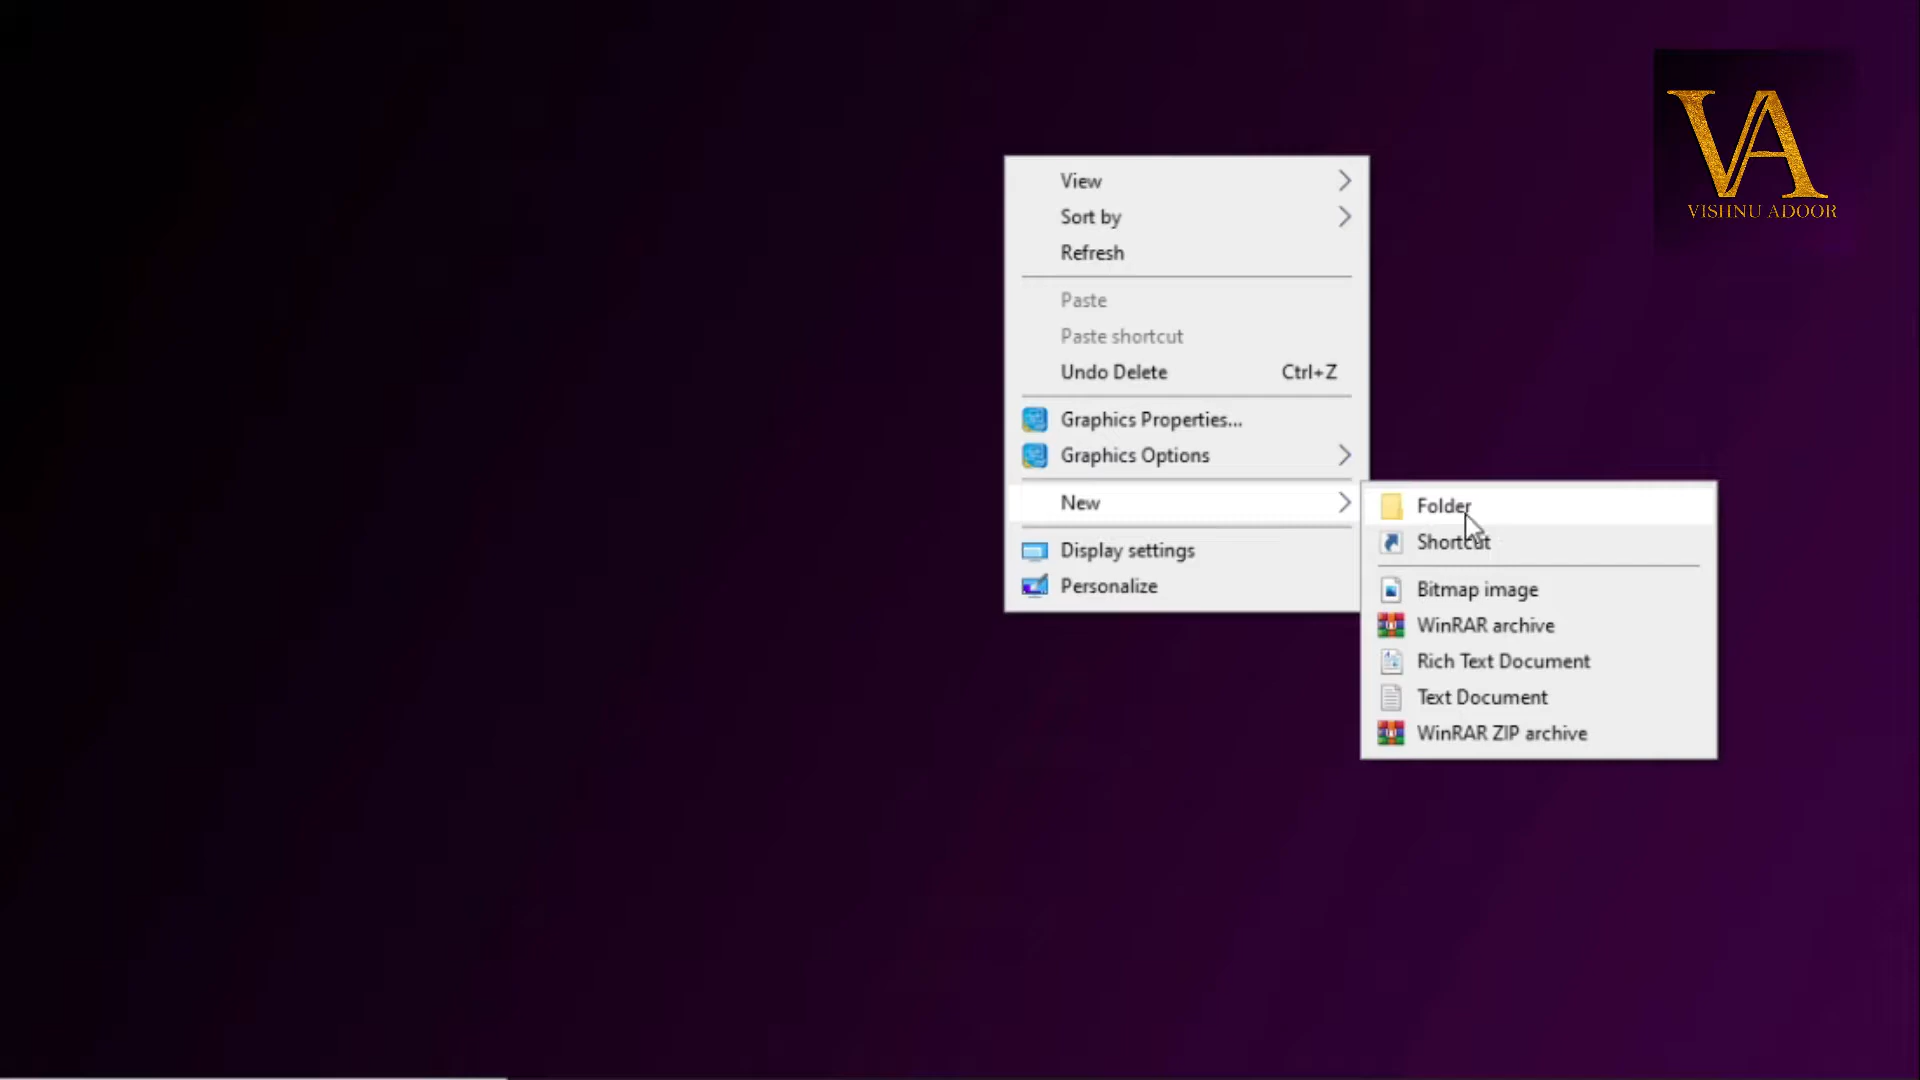 VA
VISHNU ADOOR
View
Sort by
Refresh
Paste
Paste shortcut
Undo Delete Ctrl+Z
Graphics Properties...
Graphics Options
New
Display settings
Personalize
Folder
Shortcut
Bitmap image
WinRAR archive
Rich Text Document
Text Document
WinRAR ZIP archive